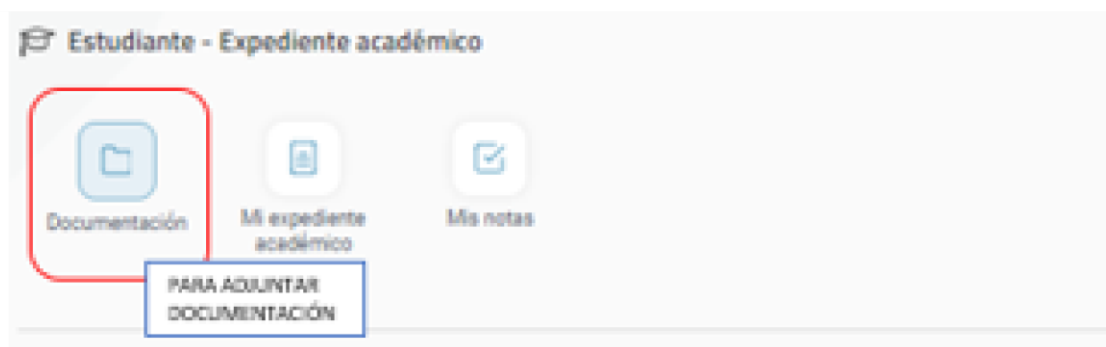 Estudiante - Expediente académico
Documentación
Mi expediente
académico
Mis notas
PARA ADJUNTAR
DOCUMENTACIÓN